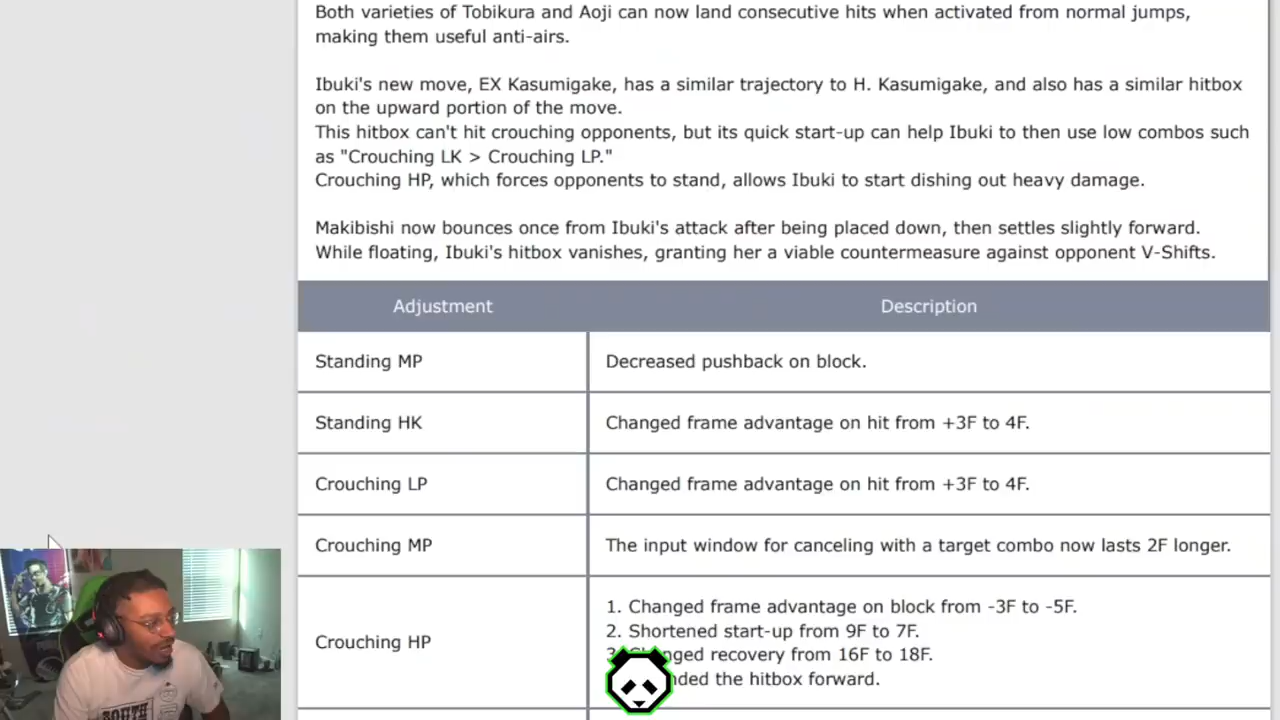 Both varieties of Tobikura and Aoji can now land consecutive hits when activated from normal jumps,
making them useful anti-airs.
Ibuki's new move, EX Kasumigake, has a similar trajectory to H. Kasumigake, and also has a similar hitbox
on the upward portion of the move.
This hitbox can't hit crouching opponents, but its quick start-up can help Ibuki to then use low combos such
as "Crouching LK > Crouching LP."
Crouching HP, which forces opponents to stand, allows Ibuki to start dishing out heavy damage.
Makibishi now bounces once from Ibuki's attack after being placed down, then settles slightly forward.
While floating, Ibuki's hitbox vanishes, granting her a viable countermeasure against opponent V-Shifts.
Adjustment Description
Standing MP Decreased pushback on block.
Standing HK Changed frame advantage on hit from +3F to 4F.
Crouching LP Changed frame advantage on hit from +3F to 4F.
Crouching MP The input window for canceling with a target combo now lasts 2F longer.
Crouching HP
1. Changed frame advantage on block from -3F to -5F.
2. Shortened start-up from 9F to 7F.
recovery from 16F to 18F.
the hitbox forward.